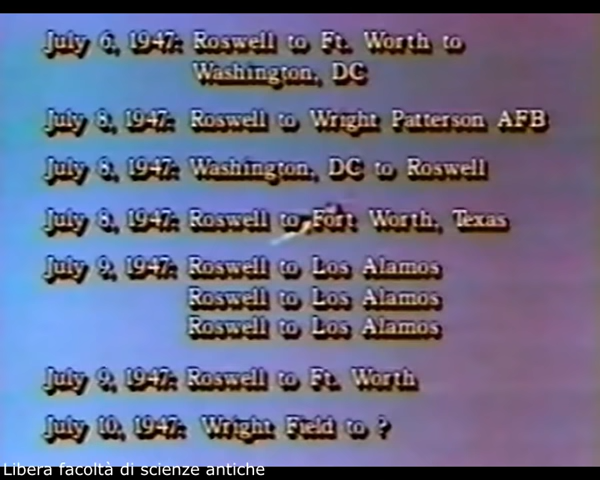 July 6, 1947: Roswell to Ft. Worth to
Washington, DC
July 8, 1947: Roswell to Wright Patterson AFB
July 8, 1947: Washington, DC to Roswell
July 8, 1947: Roswell to Fort Worth, Texas
July 9, 1947: Roswell to Los Alamos
Roswell to Los Alamos
Roswell to Los Alamos
July 9, 1947: Roswell to Ft. Worth
July 10, 1947: Wright Field to ?
Libera facoltà di scienze antiche